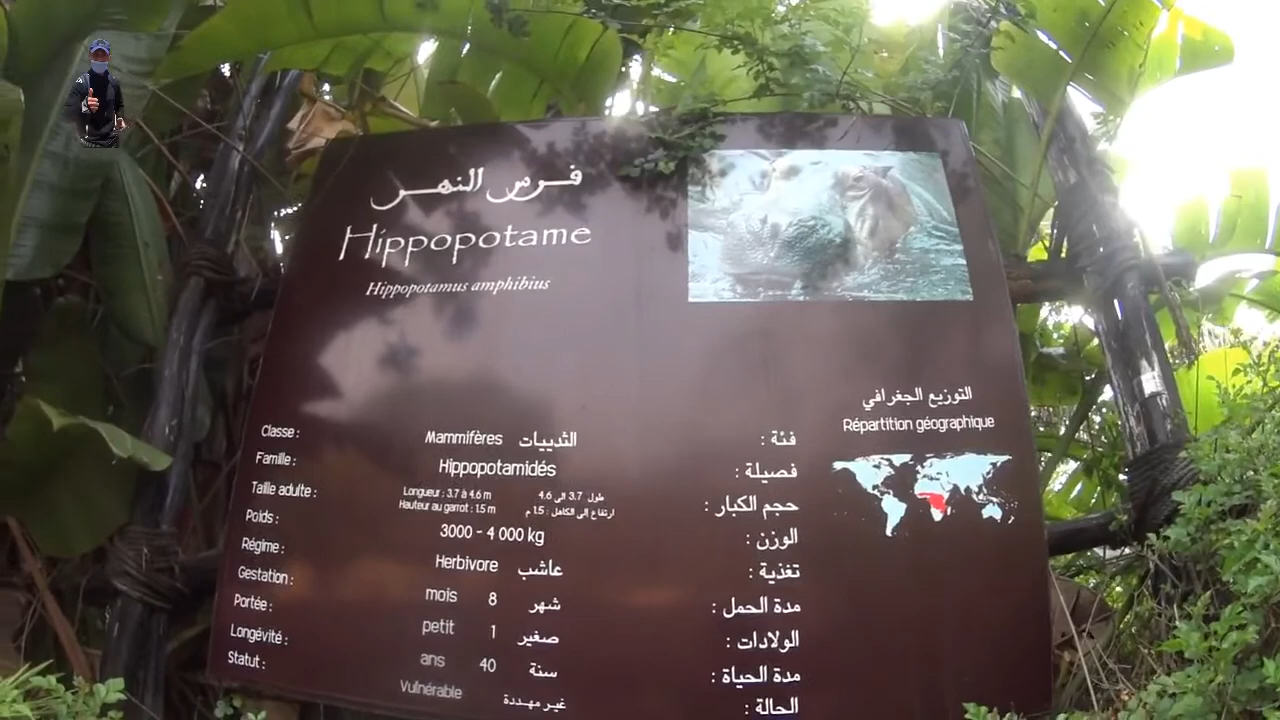 فرس النهر
Hippopotame
Hippopotamus amphibius
التوزيع الجغرافي
Répartition géographique
Classe : Mammifères الثدييات فئة :
Famille : Hippopotamidés فصيلة :
Taille adulte : Longueur : 3.7 à 4.6 m طول 3.7 الى 4.6 حجم الكبار :
Hauteur au garrot : 1.5 m ارتفاع إلى الكاهل : 1.5 م
Poids : 3000 - 4 000 kg الوزن :
Régime : Herbivore عاشب تغذية :
Gestation : mois 8 شهر مدة الحمل :
Portée : petit 1 صغير الولادات :
Longévité : ans 40 سنة مدة الحياة :
Statut : Vulnérable غير مهددة الحالة :